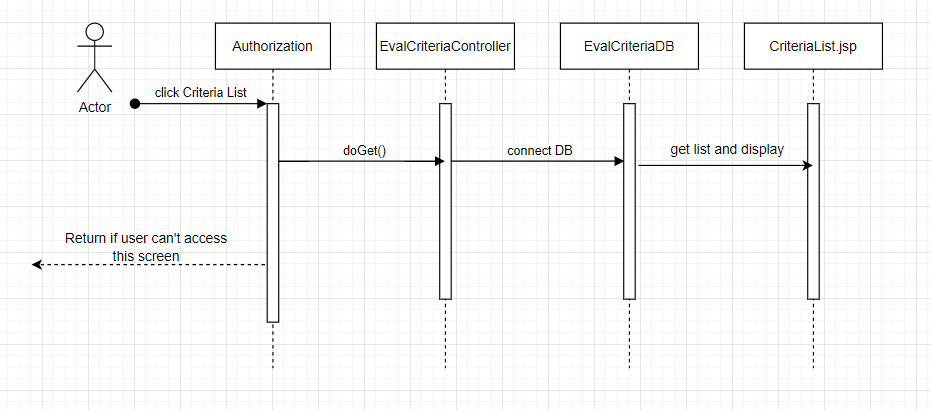 Authorization
EvalCriteriaController
EvalCriteriaDB
CriteriaList.jsp
Actor
click Criteria List
doGet()
connect DB
get list and display
Return if user can't access
this screen